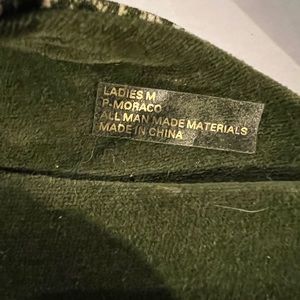 LADIES M
P-MORACO
ALL MAN MADE MATERIALS
MADE IN CHINA